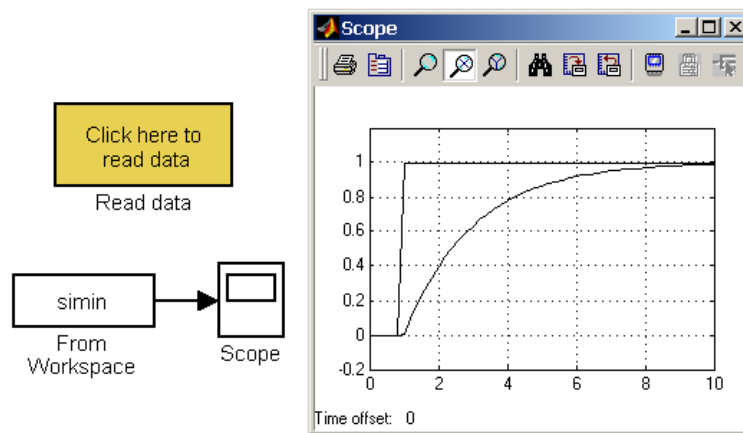 Click here to
read data
Read data
simin
From
Workspace
Scope
Scope
1
0.8
0.6
0.4
0.2
0
-0.2
0 2 4 6 8 10
Time offset: 0